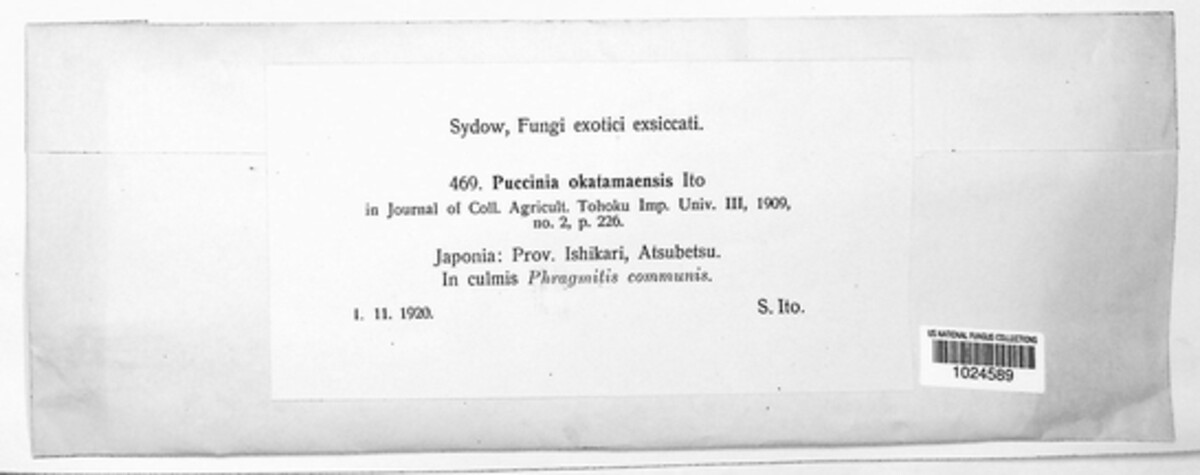 Sydow, Fungi exotici exsiccati.
469. Puccinia okatamaensis Ito
in Journal of Coll. Agricult. Tohoku Imp. Univ. III, 1909,
no. 2, p. 226.
Japonia: Prov. Ishikari, Atsubetsu.
In culmis Phragmitis communis.
1. 11. 1920.
S. Ito.
US NATIONAL FUNGUS COLLECTIONS
1024589